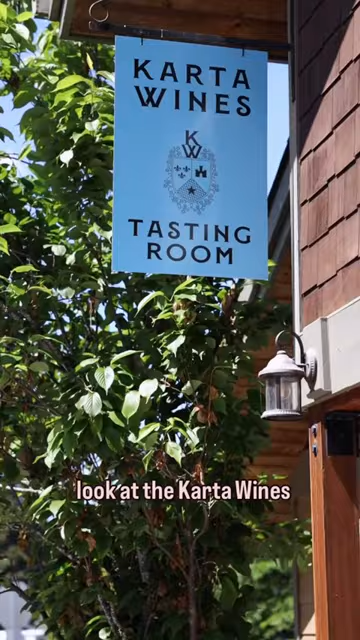 KARTA
WINES
KW
TASTING
ROOM
look at the Karta Wines